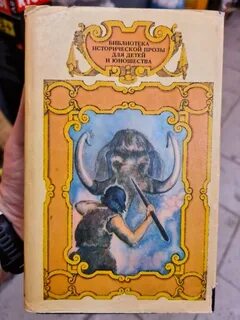 БИБЛИОТЕКА
ИСТОРИЧЕСКОЙ ПРОЗЫ
ДЛЯ ДЕТЕЙ
И ЮНОШЕСТВА